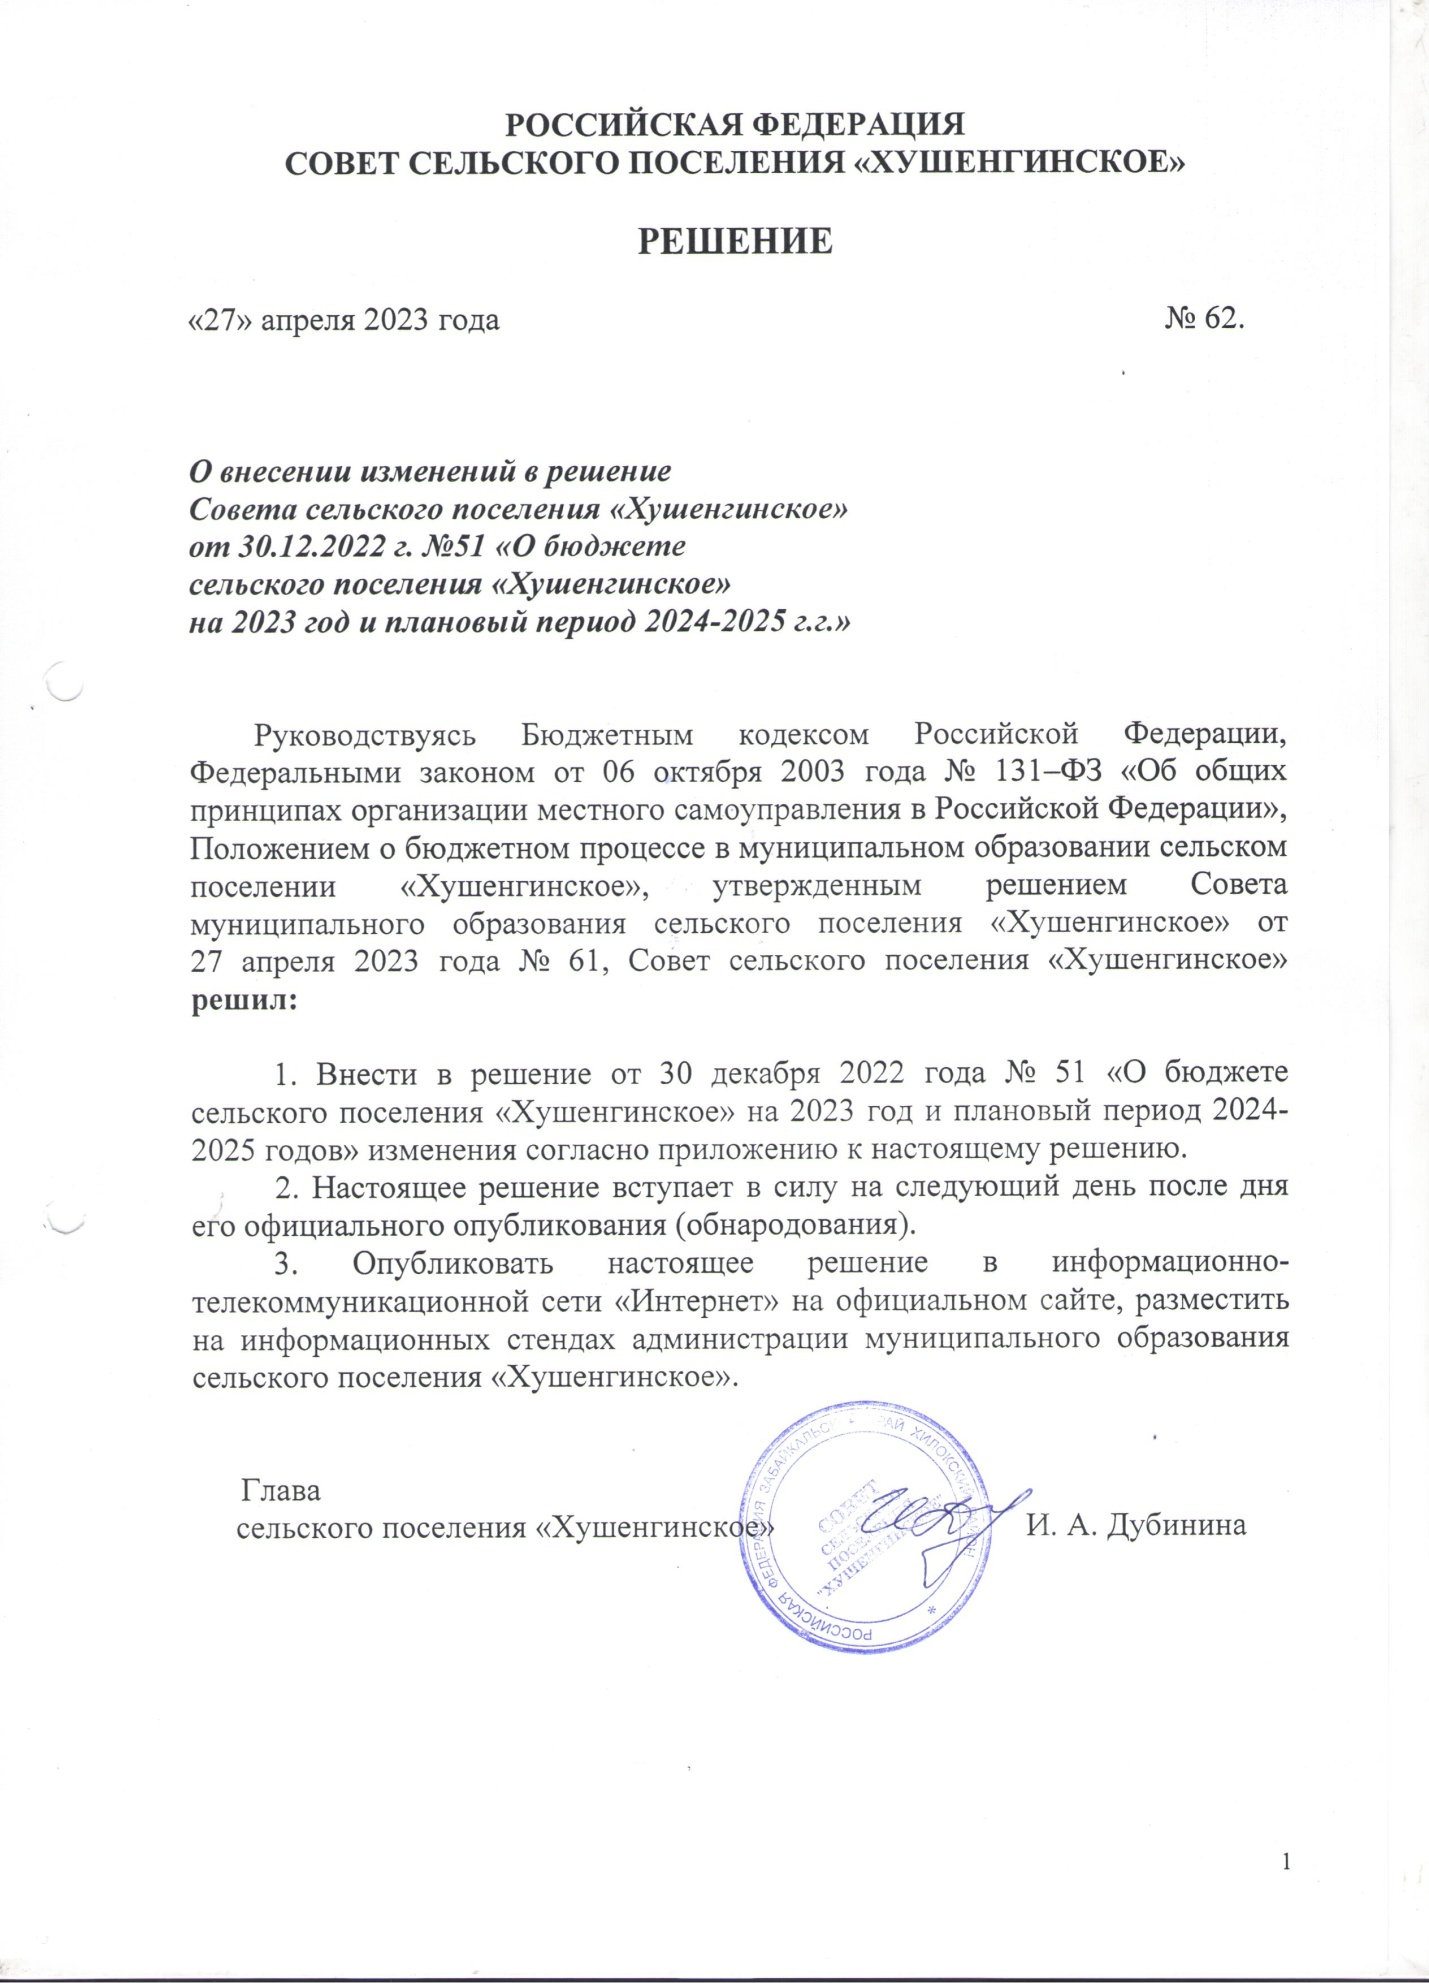 РОССИЙСКАЯ ФЕДЕРАЦИЯ
СОВЕТ СЕЛЬСКОГО ПОСЕЛЕНИЯ «ХУШЕНГИНСКОЕ»
РЕШЕНИЕ
«27» апреля 2023 года № 62.
О внесении изменений в решение
Совета сельского поселения «Хушенгинское»
от 30.12.2022 г. №51 «О бюджете
сельского поселения «Хушенгинское»
на 2023 год и плановый период 2024-2025 г.г.»
Руководствуясь Бюджетным кодексом Российской Федерации,
Федеральными законом от 06 октября 2003 года № 131–ФЗ «Об общих
принципах организации местного самоуправления в Российской Федерации»,
Положением о бюджетном процессе в муниципальном образовании сельском
поселении «Хушенгинское», утвержденным решением Совета
муниципального образования сельского поселения «Хушенгинское» от
27 апреля 2023 года № 61, Совет сельского поселения «Хушенгинское»
решил:
1. Внести в решение от 30 декабря 2022 года № 51 «О бюджете
сельского поселения «Хушенгинское» на 2023 год и плановый период 2024-
2025 годов» изменения согласно приложению к настоящему решению.
2. Настоящее решение вступает в силу на следующий день после дня
его официального опубликования (обнародования).
3. Опубликовать настоящее решение в информационно-
телекоммуникационной сети «Интернет» на официальном сайте, разместить
на информационных стендах администрации муниципального образования
сельского поселения «Хушенгинское».
Глава
сельского поселения «Хушенгинское» И. А. Дубинина
РОССИЙСКАЯ ФЕДЕРАЦИЯ ХИЛОКСКИЙ РАЙОН *
СОВЕТ
1